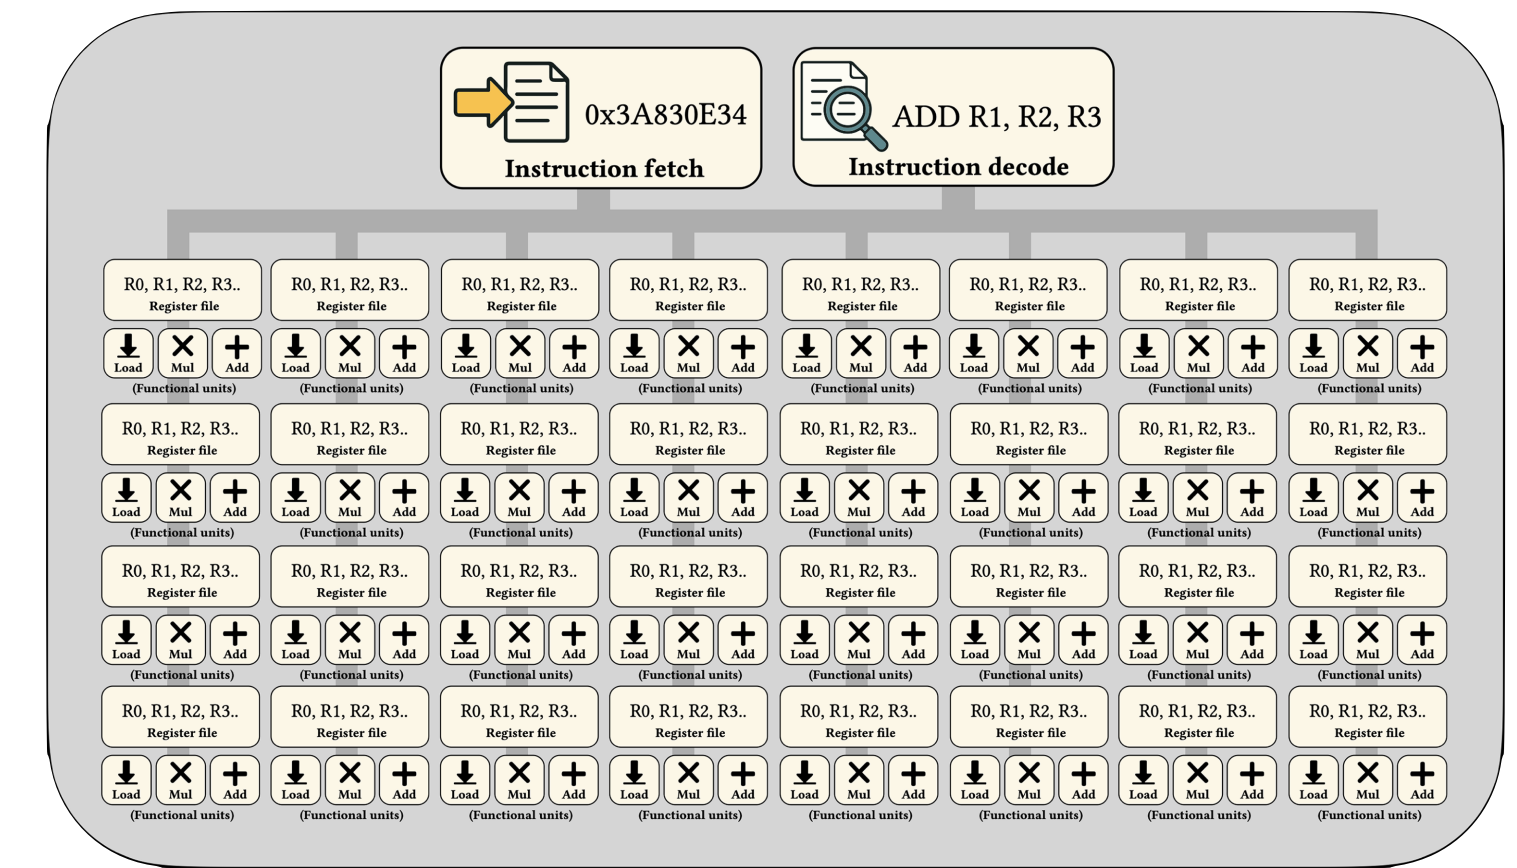 0x3A830E34
Instruction fetch
ADD R1, R2, R3
Instruction decode
R0, R1, R2, R3.. R0, R1, R2, R3.. R0, R1, R2, R3.. R0, R1, R2, R3.. R0, R1, R2, R3.. R0, R1, R2, R3.. R0, R1, R2, R3.. R0, R1, R2, R3..
Register file Register file Register file Register file Register file Register file Register file Register file
Load Mul Add Load Mul Add Load Mul Add Load Mul Add Load Mul Add Load Mul Add Load Mul Add Load Mul Add
(Functional units) (Functional units) (Functional units) (Functional units) (Functional units) (Functional units) (Functional units) (Functional units)
R0, R1, R2, R3.. R0, R1, R2, R3.. R0, R1, R2, R3.. R0, R1, R2, R3.. R0, R1, R2, R3.. R0, R1, R2, R3.. R0, R1, R2, R3.. R0, R1, R2, R3..
Register file Register file Register file Register file Register file Register file Register file Register file
Load Mul Add Load Mul Add Load Mul Add Load Mul Add Load Mul Add Load Mul Add Load Mul Add Load Mul Add
(Functional units) (Functional units) (Functional units) (Functional units) (Functional units) (Functional units) (Functional units) (Functional units)
R0, R1, R2, R3.. R0, R1, R2, R3.. R0, R1, R2, R3.. R0, R1, R2, R3.. R0, R1, R2, R3.. R0, R1, R2, R3.. R0, R1, R2, R3.. R0, R1, R2, R3..
Register file Register file Register file Register file Register file Register file Register file Register file
Load Mul Add Load Mul Add Load Mul Add Load Mul Add Load Mul Add Load Mul Add Load Mul Add Load Mul Add
(Functional units) (Functional units) (Functional units) (Functional units) (Functional units) (Functional units) (Functional units) (Functional units)
R0, R1, R2, R3.. R0, R1, R2, R3.. R0, R1, R2, R3.. R0, R1, R2, R3.. R0, R1, R2, R3.. R0, R1, R2, R3.. R0, R1, R2, R3.. R0, R1, R2, R3..
Register file Register file Register file Register file Register file Register file Register file Register file
Load Mul Add Load Mul Add Load Mul Add Load Mul Add Load Mul Add Load Mul Add Load Mul Add Load Mul Add
(Functional units) (Functional units) (Functional units) (Functional units) (Functional units) (Functional units) (Functional units) (Functional units)